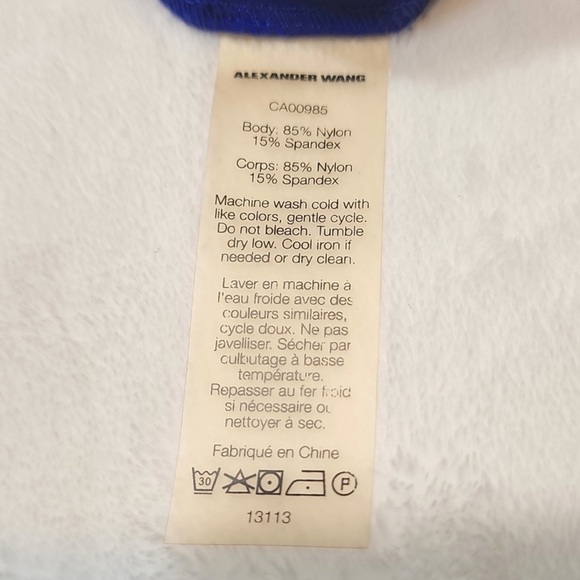 ALEXANDER WANG
CA00985
Body: 85% Nylon
15% Spandex
Corps: 85% Nylon
15% Spandex
Machine wash cold with
like colors, gentle cycle.
Do not bleach. Tumble
dry low. Cool iron if
needed or dry clean.
Laver en machine à
l'eau froide avec des
couleurs similaires,
cycle doux. Ne pas
javelliser. Sécher par
culbutage à basse
température.
Repasser au fer froid
si nécessaire ou
nettoyer à sec.
Fabriqué en Chine
30 P
13113